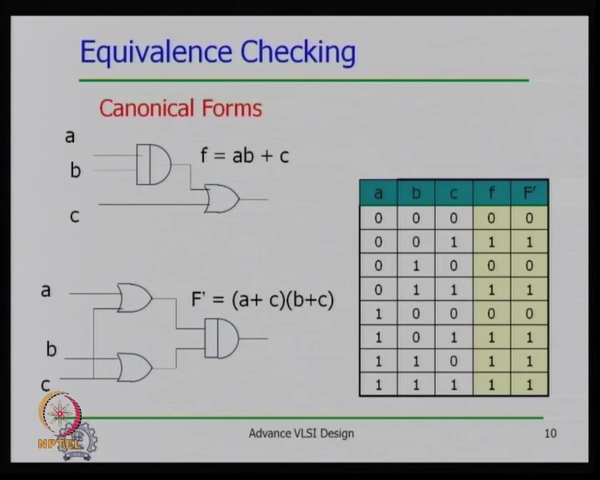 Equivalence Checking
Canonical Forms
a
b
f = ab + c
c
a
F' = (a+ c)(b+c)
b
c
a b c f F'
0 0 0 0 0
0 0 1 1 1
0 1 0 0 0
0 1 1 1 1
1 0 0 0 0
1 0 1 1 1
1 1 0 1 1
1 1 1 1 1
NPTEL
Advance VLSI Design
10